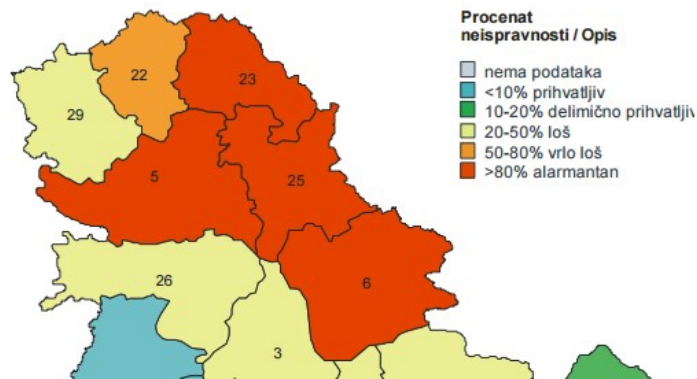 Procenat
neispravnosti / Opis
nema podataka
<10% prihvatljiv
10-20% delimično prihvatljiv
20-50% loš
50-80% vrlo loš
>80% alarmantan
22
23
29
5
25
26
6
3